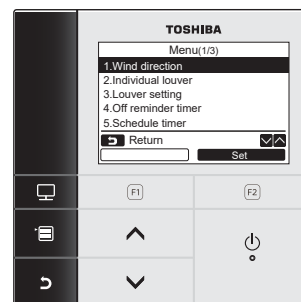 TOSHIBA
Menu(1/3)
1.Wind direction
2.Individual louver
3.Louver setting
4.Off reminder timer
5.Schedule timer
Return
Set
F1 F2